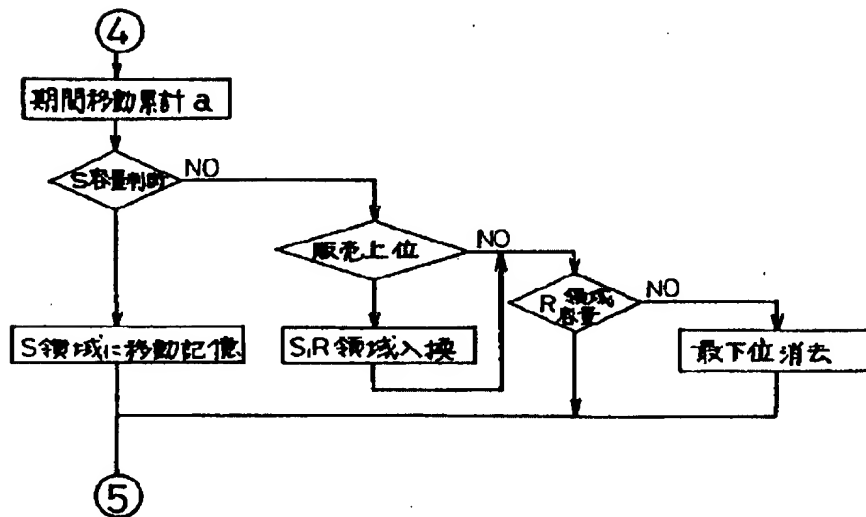 ④
期間移動累計a
S容量判断
NO
販売上位
NO
R領域
容量
NO
S領域に移動記憶
S,R領域入換
最下位消去
⑤